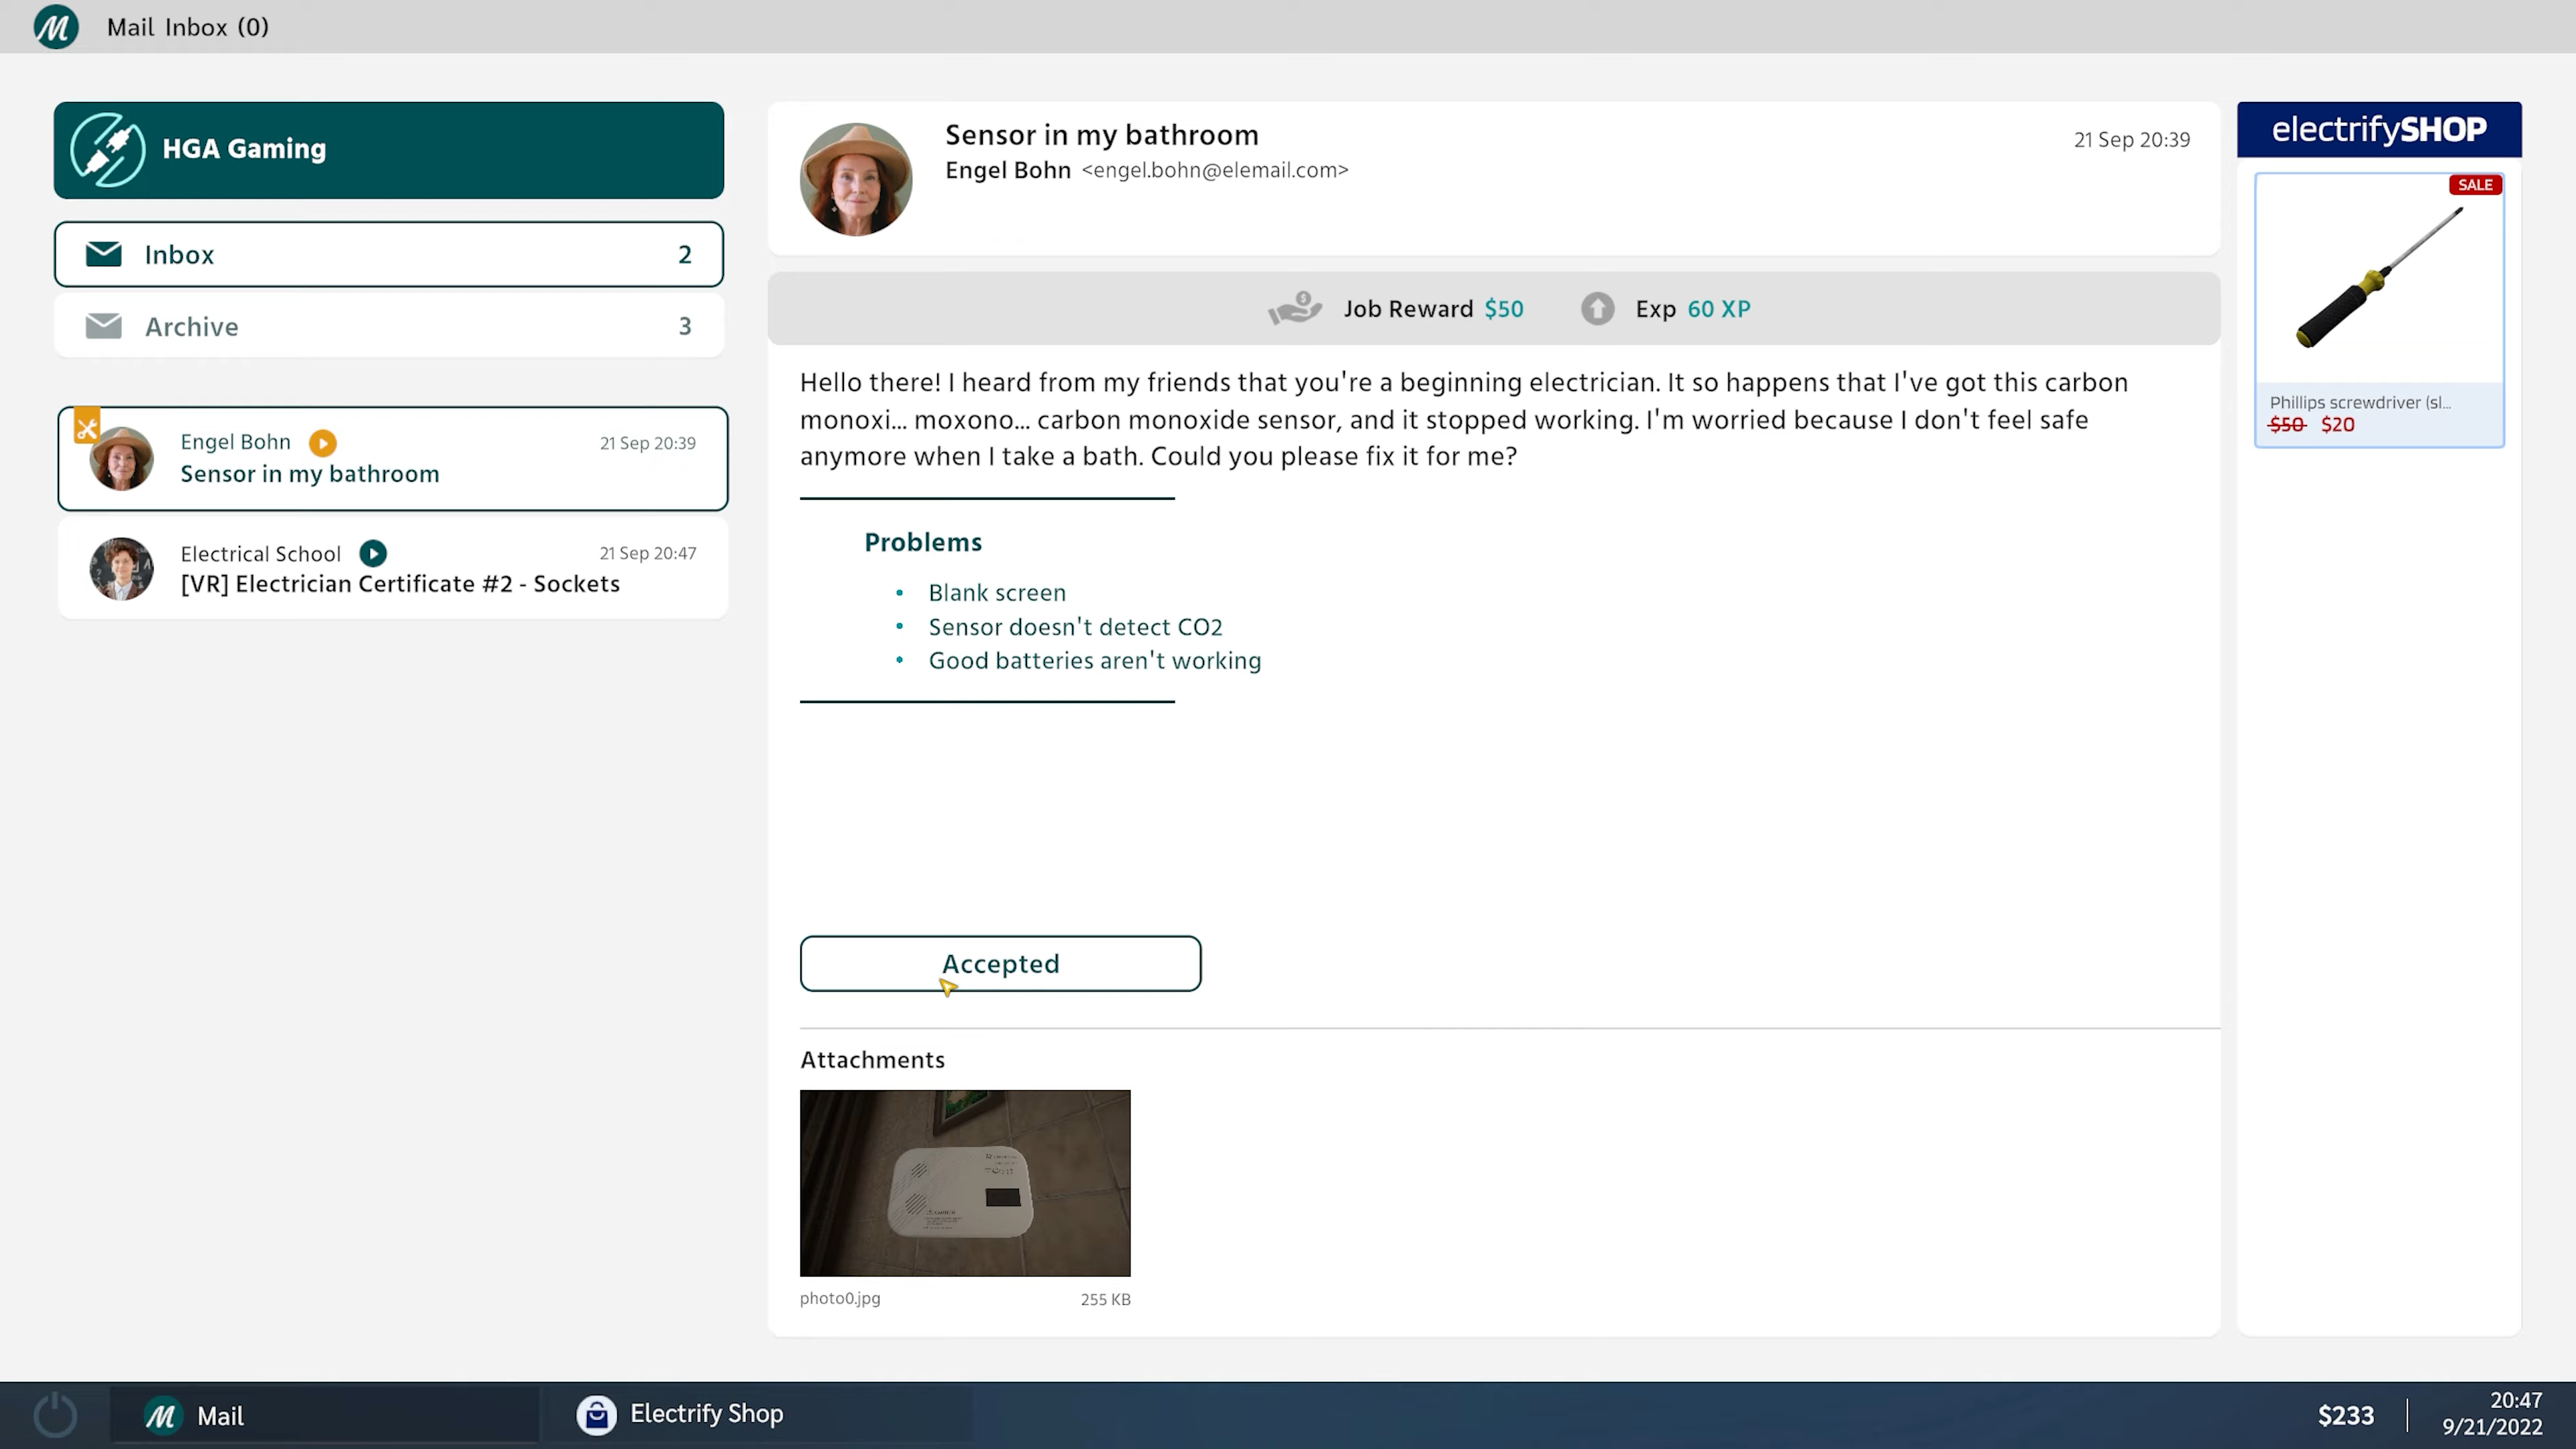 Mail Inbox (0)
HGA Gaming
Inbox 2
Archive 3
Engel Bohn 21 Sep 20:39
Sensor in my bathroom
Electrical School 21 Sep 20:47
[VR] Electrician Certificate #2 - Sockets
Sensor in my bathroom
Engel Bohn <engel.bohn@elemail.com>
21 Sep 20:39
Job Reward $50 Exp 60 XP
Hello there! I heard from my friends that you're a beginning electrician. It so happens that I've got this carbon
monoxi... moxono... carbon monoxide sensor, and it stopped working. I'm worried because I don't feel safe
anymore when I take a bath. Could you please fix it for me?
Problems
• Blank screen
• Sensor doesn't detect CO2
• Good batteries aren't working
Accepted
Attachments
photo0.jpg 255 KB
electrifySHOP
SALE
Phillips screwdriver (sl...
$50 $20
Mail
Electrify Shop
$233
20:47
9/21/2022